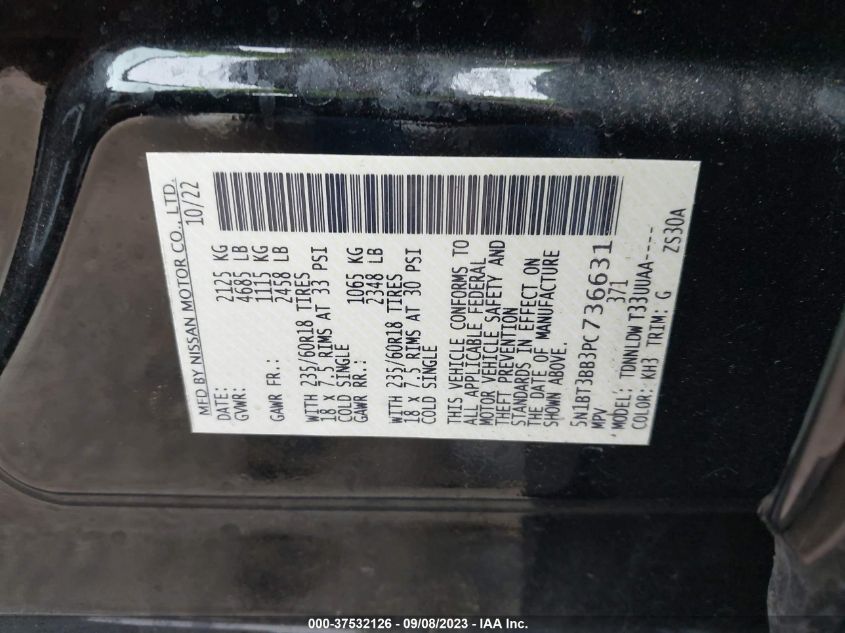 MFD BY NISSAN MOTOR CO., LTD.
DATE: 10/22
GVWR: 2125 KG
4685 LB
GAWR FR.: 1115 KG
2458 LB
WITH 235/60R18 TIRES
18 x 7.5 RIMS AT 33 PSI
COLD SINGLE
GAWR RR.: 1065 KG
2348 LB
WITH 235/60R18 TIRES
18 x 7.5 RIMS AT 30 PSI
COLD SINGLE
THIS VEHICLE CONFORMS TO
ALL APPLICABLE FEDERAL
MOTOR VEHICLE SAFETY AND
THEFT PREVENTION
STANDARDS IN EFFECT ON
THE DATE OF MANUFACTURE
SHOWN ABOVE.
5N1BT3BB3PC736631
MPV 371
MODEL: TDNNLDW T33UUAA----
COLOR: KH3 TRIM: G ZS30A
000-37532126 - 09/08/2023 - IAA Inc.